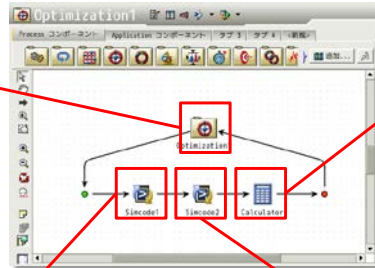 Optimization1
Process コンポーネント Application コンポーネント タブ 3 タブ 4 <新規>
追加...
Optimization
Simcode1 Simcode2 Calculator